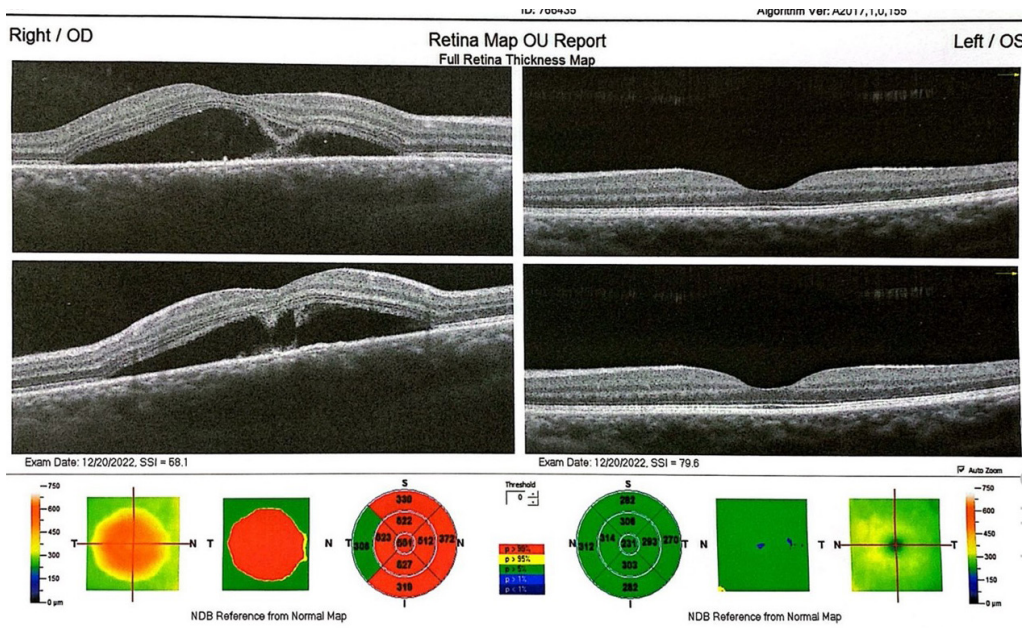 ID: 766435
Algorithm Ver: A2017,1,0,155
Right / OD
Retina Map OU Report
Left / OS
Full Retina Thickness Map
Exam Date: 12/20/2022, SSI = 58.1
Exam Date: 12/20/2022, SSI = 79.6
Auto Zoom
750
600
450
300
150
0 µm
T
N
T
S
330
522
308
523
551
512
372
N
527
319
I
Threshold
0
p > 99%
p > 95%
p > 5%
p > 1%
p < 1%
S
282
306
N
312
314
231
293
270
T
303
282
I
N
T
N
T
750
600
450
300
150
0 µm
NDB Reference from Normal Map
NDB Reference from Normal Map